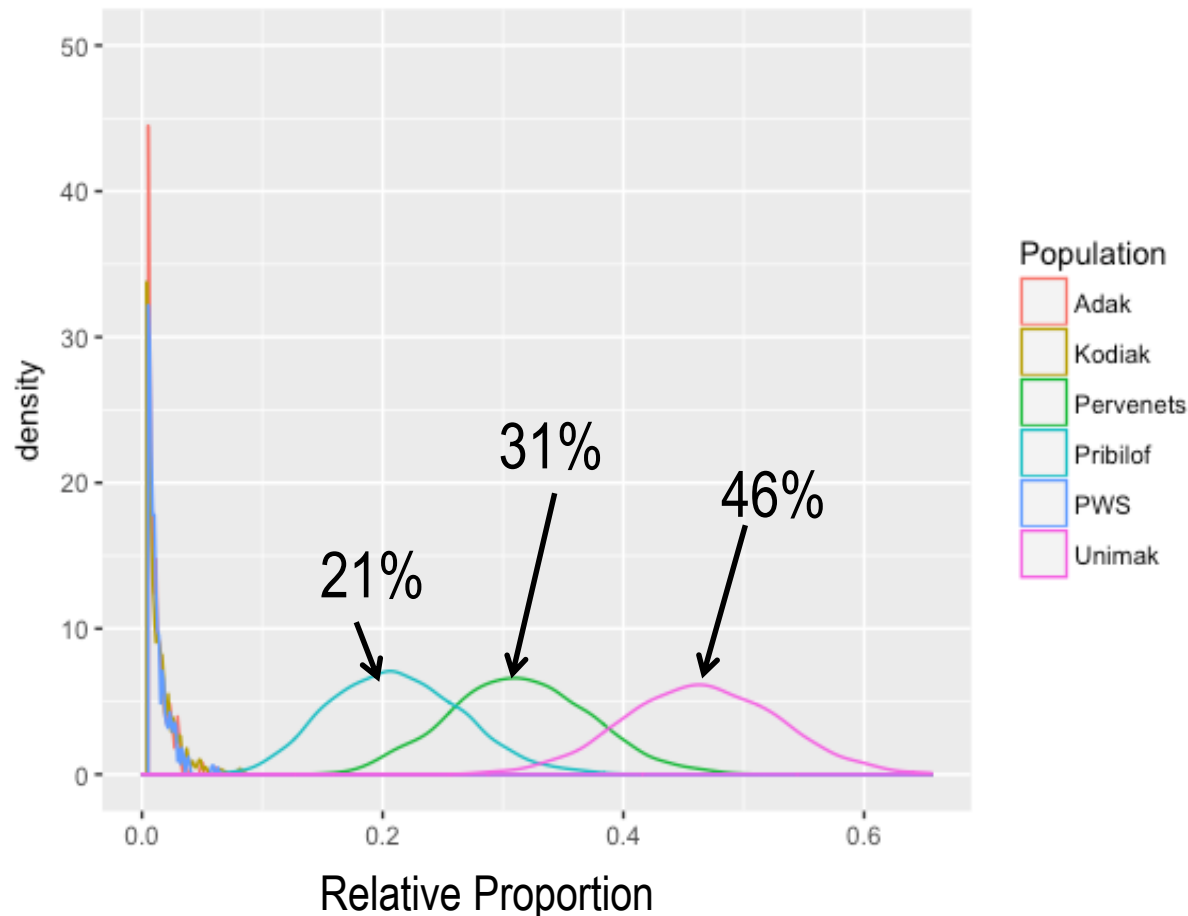 50
40
30
20
10
0
density
31%
46%
21%
0.0
0.2
0.4
0.6
Relative Proportion
Population
Adak
Kodiak
Pervenets
Pribilof
PWS
Unimak